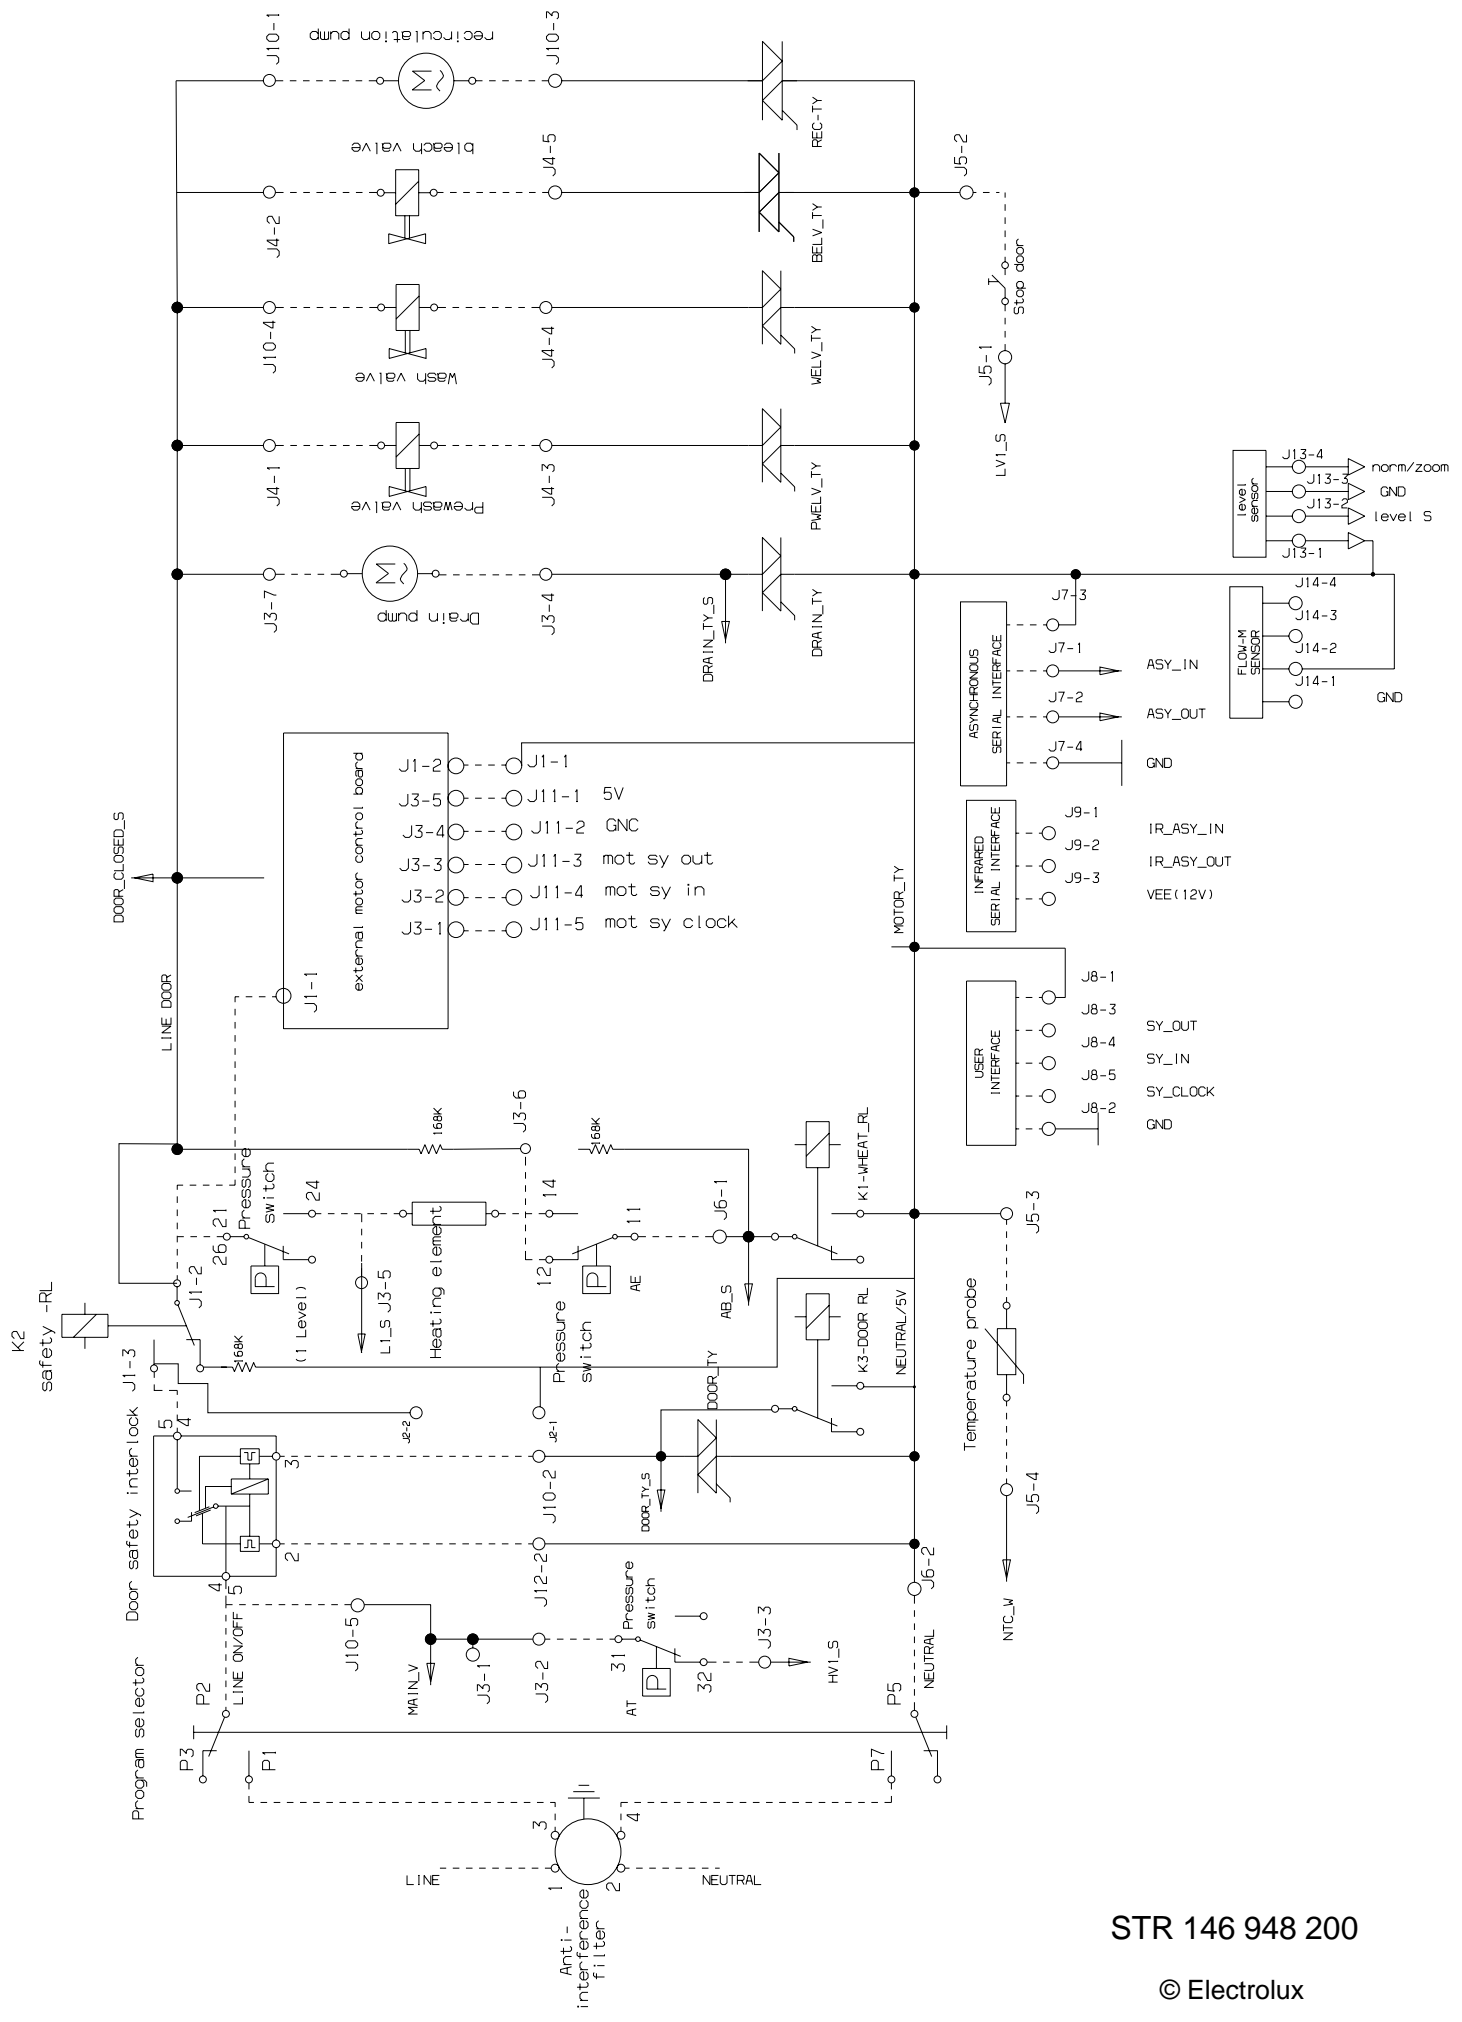 recirculation pump
J10-1
J10-3
REC-TY
bleach valve
J4-2
J4-5
BELV_TY
J5-2
Stop door
J5-1
LV1_S
Wash valve
J10-4
J4-4
WELV_TY
Prewash valve
J4-1
J4-3
PWELV_TY
Drain pump
J3-7
J3-4
DRAIN_TY_S
DRAIN_TY
level
sensor
J13-4
norm/zoom
J13-3
GND
J13-2
level S
J13-1
FLOW-M
SENSOR
J14-4
J14-3
J14-2
J14-1
GND
ASYNCHRONOUS
SERIAL INTERFACE
J7-3
J7-1
ASY_IN
J7-2
ASY_OUT
J7-4
GND
DOOR_CLOSED_S
LINE DOOR
external motor control board
J1-1
J1-2
J1-1
J3-5
J11-1
5V
J3-4
J11-2
GNC
J3-3
J11-3
mot sy out
J3-2
J11-4
mot sy in
J3-1
J11-5
mot sy clock
INFRARED
SERIAL INTERFACE
J9-1
IR_ASY_IN
J9-2
IR_ASY_OUT
J9-3
VEE(12V)
MOTOR_TY
USER
INTERFACE
J8-1
J8-3
SY_OUT
J8-4
SY_IN
J8-5
SY_CLOCK
J8-2
GND
168K
J3-6
168K
K1-WHEAT_RL
Pressure
switch
26
21
24
P
(1 Level)
L1_S
J3-5
Heating element
14
12
11
P
AE
Pressure
switch
J6-1
AB_S
K2
safety -RL
J1-2
J1-3
168K
J2-2
J2-1
DOOR_TY
K3-DOOR RL
NEUTRAL/5V
J5-3
Temperature probe
J5-4
NTC_W
Door safety interlock
5
4
3
2
4
5
J10-2
DOOR_TY_S
J12-2
J6-2
NEUTRAL
LINE ON/OFF
J10-5
MAIN_V
J3-1
J3-2
31
Pressure
switch
P
AT
32
J3-3
HV1_S
Program selector
P2
P3
P1
P5
P7
3
4
1
2
LINE
NEUTRAL
Anti-
interference
filter
M
M
STR 146 948 200
© Electrolux